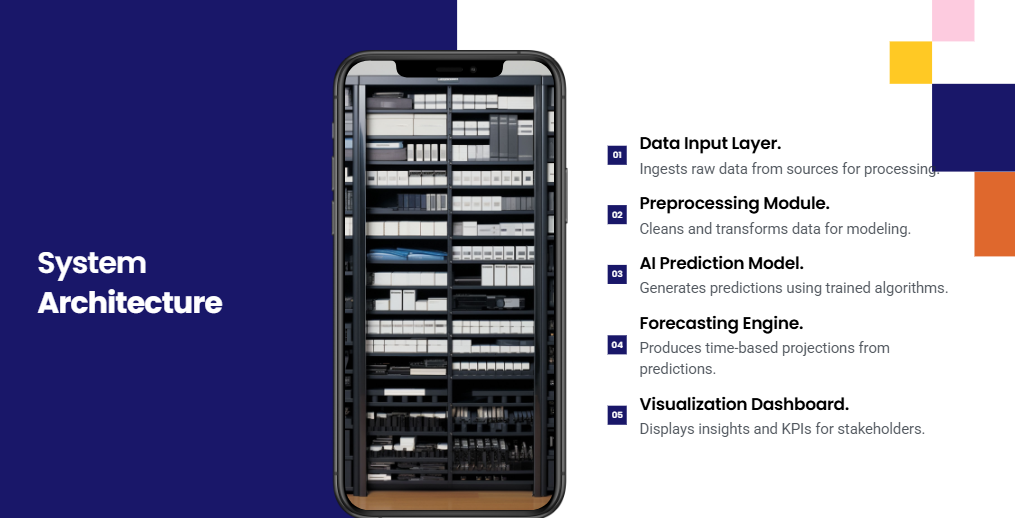 System
Architecture
01
Data Input Layer.
Ingests raw data from sources for processing.
02
Preprocessing Module.
Cleans and transforms data for modeling.
03
AI Prediction Model.
Generates predictions using trained algorithms.
04
Forecasting Engine.
Produces time-based projections from
predictions.
05
Visualization Dashboard.
Displays insights and KPIs for stakeholders.